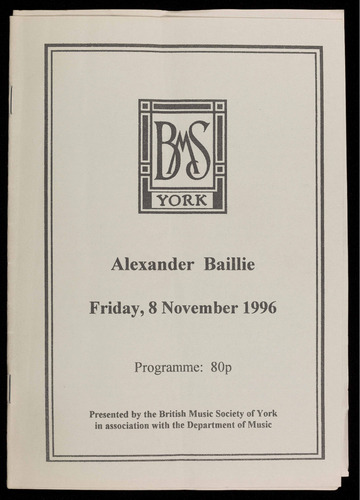 BMS
YORK
Alexander Baillie
Friday, 8 November 1996
Programme: 80p
Presented by the British Music Society of York
in association with the Department of Music